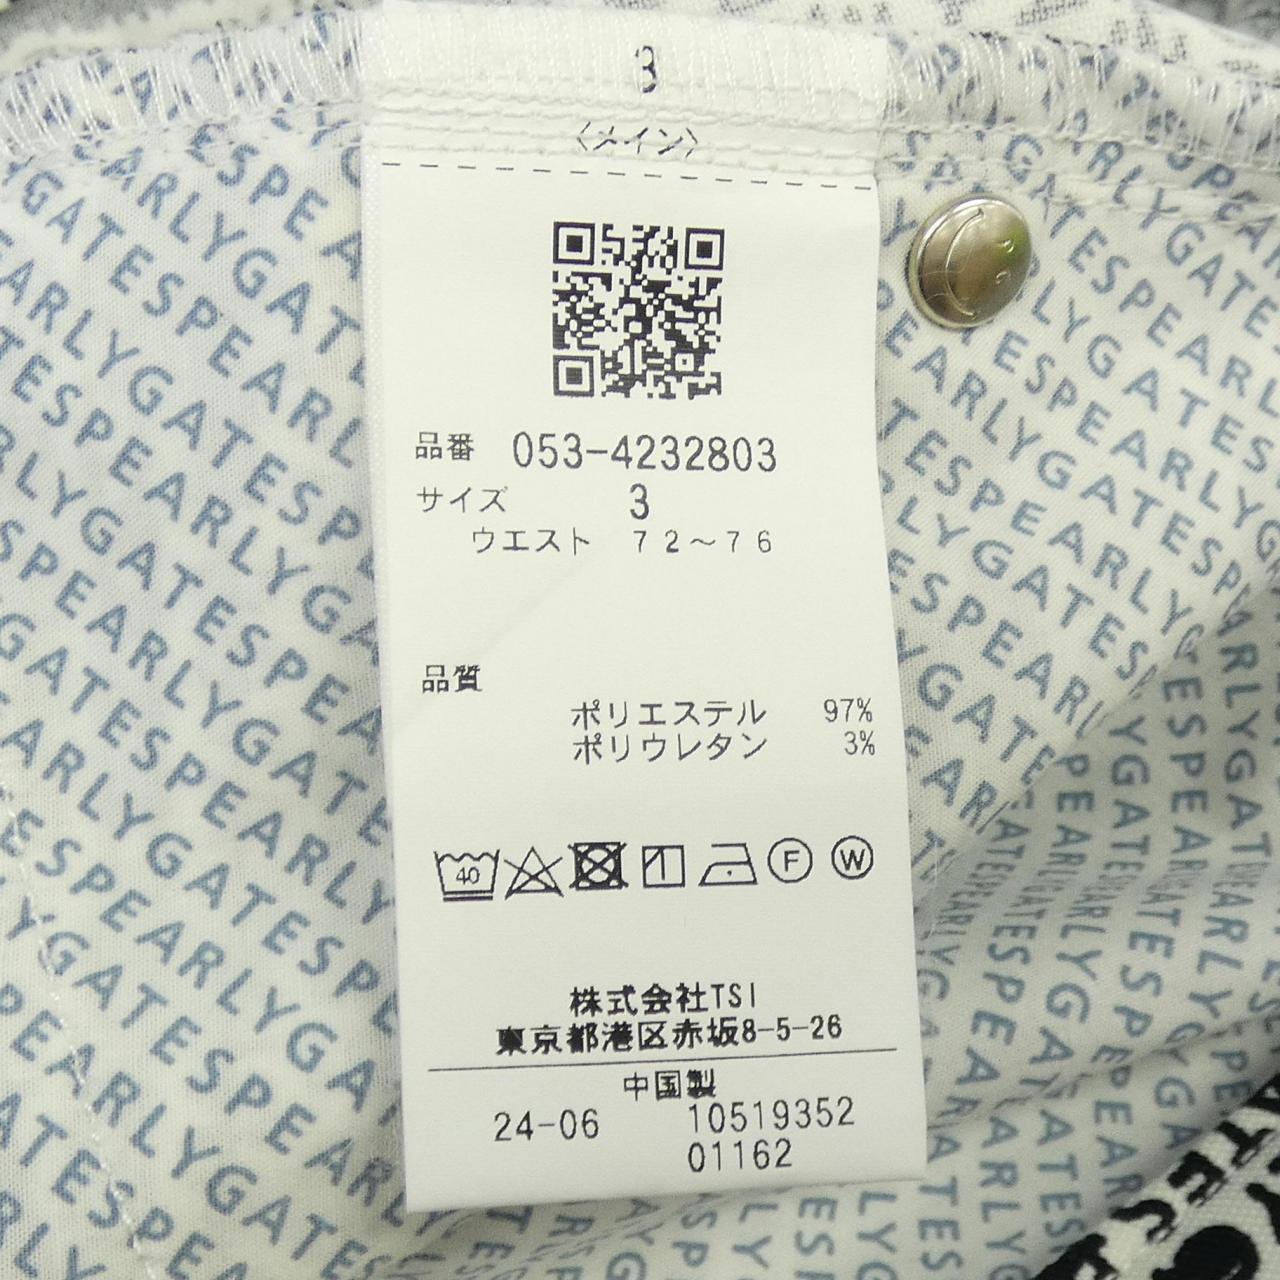 3
〈メイン〉
品番 053-4232803
サイズ 3
ウエスト 72～76
品質
ポリエステル 97%
ポリウレタン 3%
40
F
W
株式会社TSI
東京都港区赤坂8-5-26
中国製
24-06 10519352
01162
PEARLYGATES